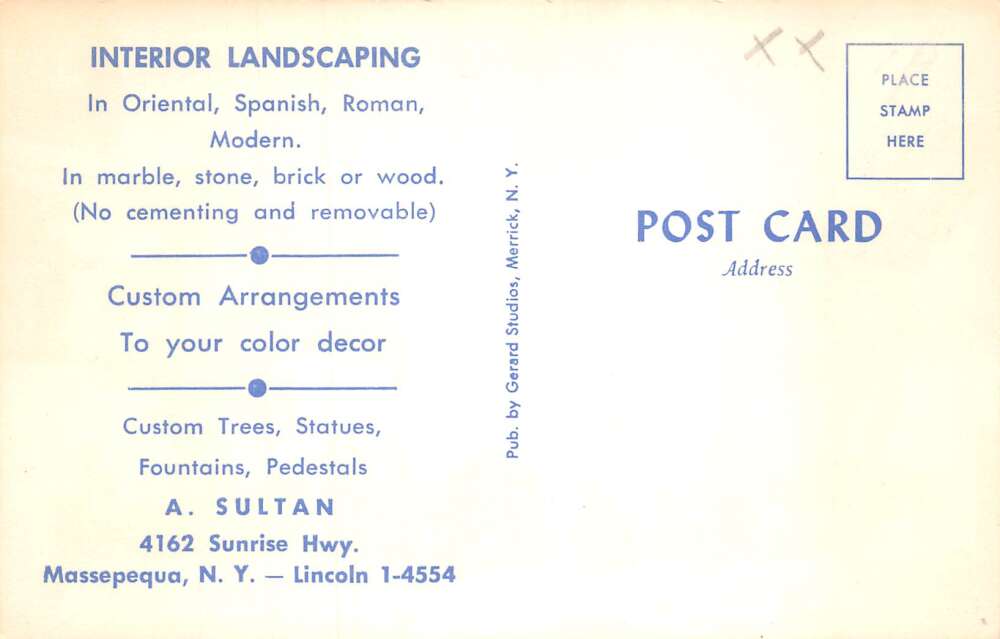 INTERIOR LANDSCAPING
In Oriental, Spanish, Roman,
Modern.
In marble, stone, brick or wood.
(No cementing and removable)
Custom Arrangements
To your color decor
Custom Trees, Statues,
Fountains, Pedestals
A. SULTAN
4162 Sunrise Hwy.
Massepequa, N. Y. — Lincoln 1-4554
Pub. by Gerard Studios, Merrick, N. Y.
X X
PLACE
STAMP
HERE
POST CARD
Address